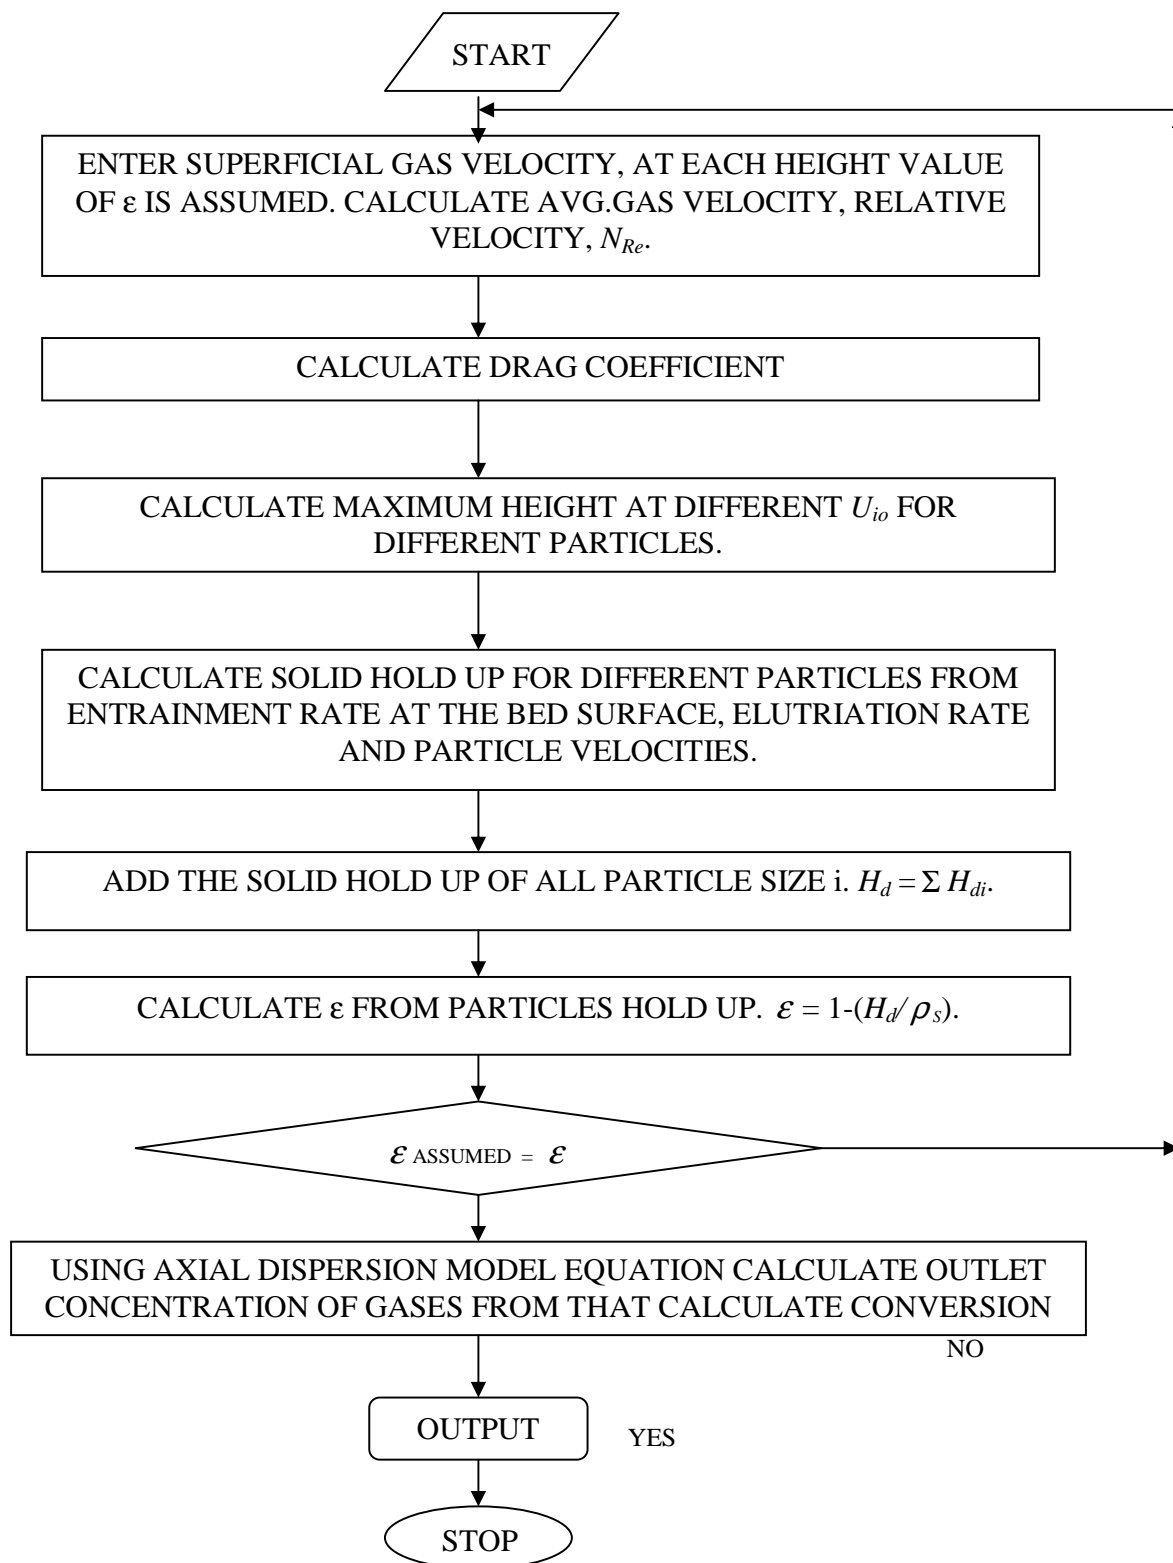 START
ENTER SUPERFICIAL GAS VELOCITY, AT EACH HEIGHT VALUE
OF ε IS ASSUMED. CALCULATE AVG.GAS VELOCITY, RELATIVE
VELOCITY, N_Re.
CALCULATE DRAG COEFFICIENT
CALCULATE MAXIMUM HEIGHT AT DIFFERENT U_io FOR
DIFFERENT PARTICLES.
CALCULATE SOLID HOLD UP FOR DIFFERENT PARTICLES FROM
ENTRAINMENT RATE AT THE BED SURFACE, ELUTRIATION RATE
AND PARTICLE VELOCITIES.
ADD THE SOLID HOLD UP OF ALL PARTICLE SIZE i. H_d = Σ H_di.
CALCULATE ε FROM PARTICLES HOLD UP. ε = 1-(H_d/ρ_s).
ε ASSUMED = ε
USING AXIAL DISPERSION MODEL EQUATION CALCULATE OUTLET
CONCENTRATION OF GASES FROM THAT CALCULATE CONVERSION
NO
OUTPUT
YES
STOP